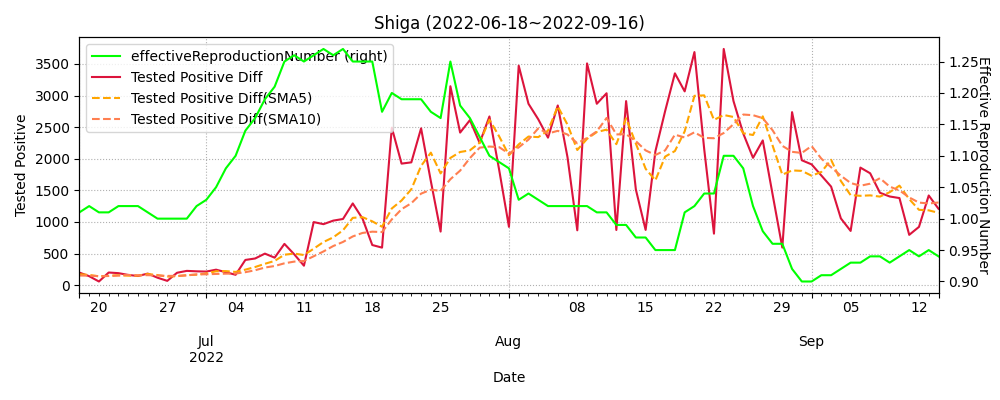 Shiga (2022-06-18~2022-09-16)
effectiveReproductionNumber (right)
Tested Positive Diff
Tested Positive Diff(SMA5)
Tested Positive Diff(SMA10)
Tested Positive
3500
3000
2500
2000
1500
1000
500
0
1.25
1.20
1.15
1.10
1.05
1.00
0.95
0.90
Effective Reproduction Number
20 27 04 11 18 25 08 15 22 29 05 12
Jul Aug Sep
2022
Date